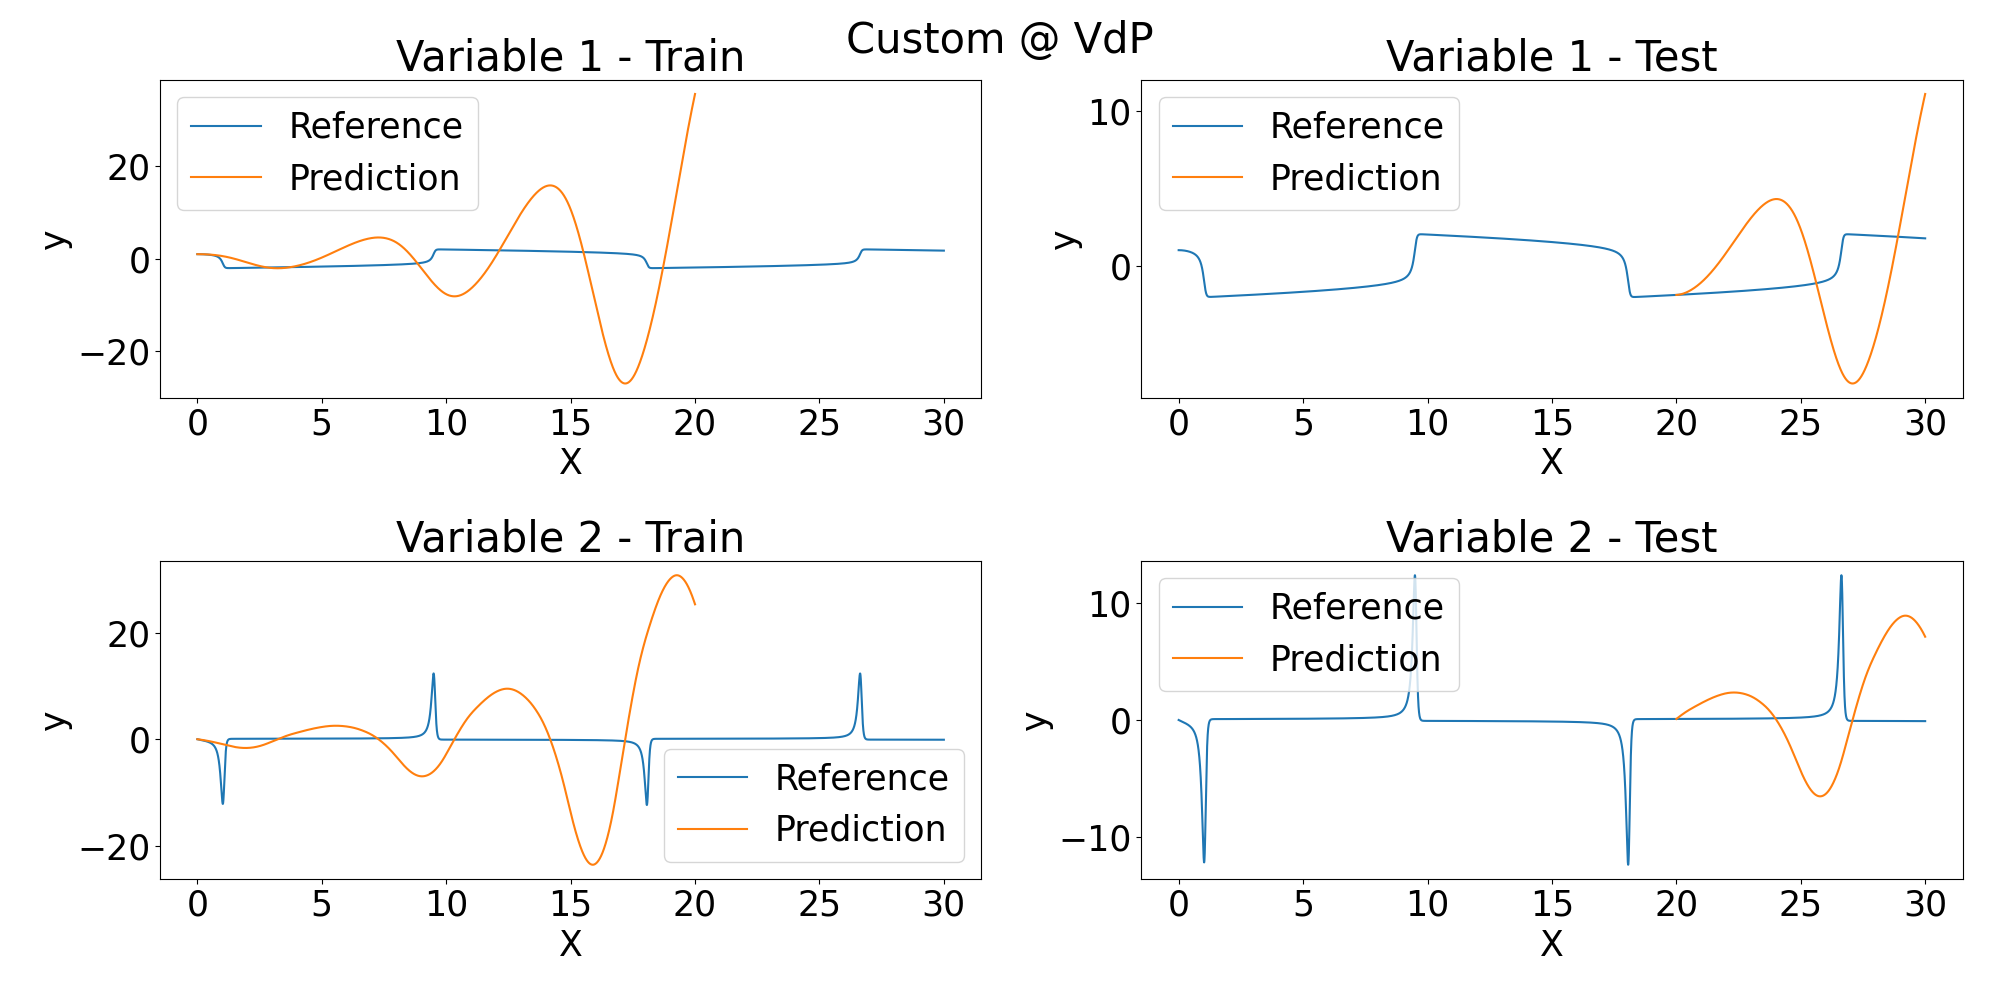 Custom @ VdP
Variable 1 - Train
Reference
Prediction
20
0
−20
y
0 5 10 15 20 25 30
X
Variable 1 - Test
Reference
Prediction
10
0
y
0 5 10 15 20 25 30
X
Variable 2 - Train
20
0
−20
y
Reference
Prediction
0 5 10 15 20 25 30
X
Variable 2 - Test
Reference
Prediction
10
0
−10
y
0 5 10 15 20 25 30
X